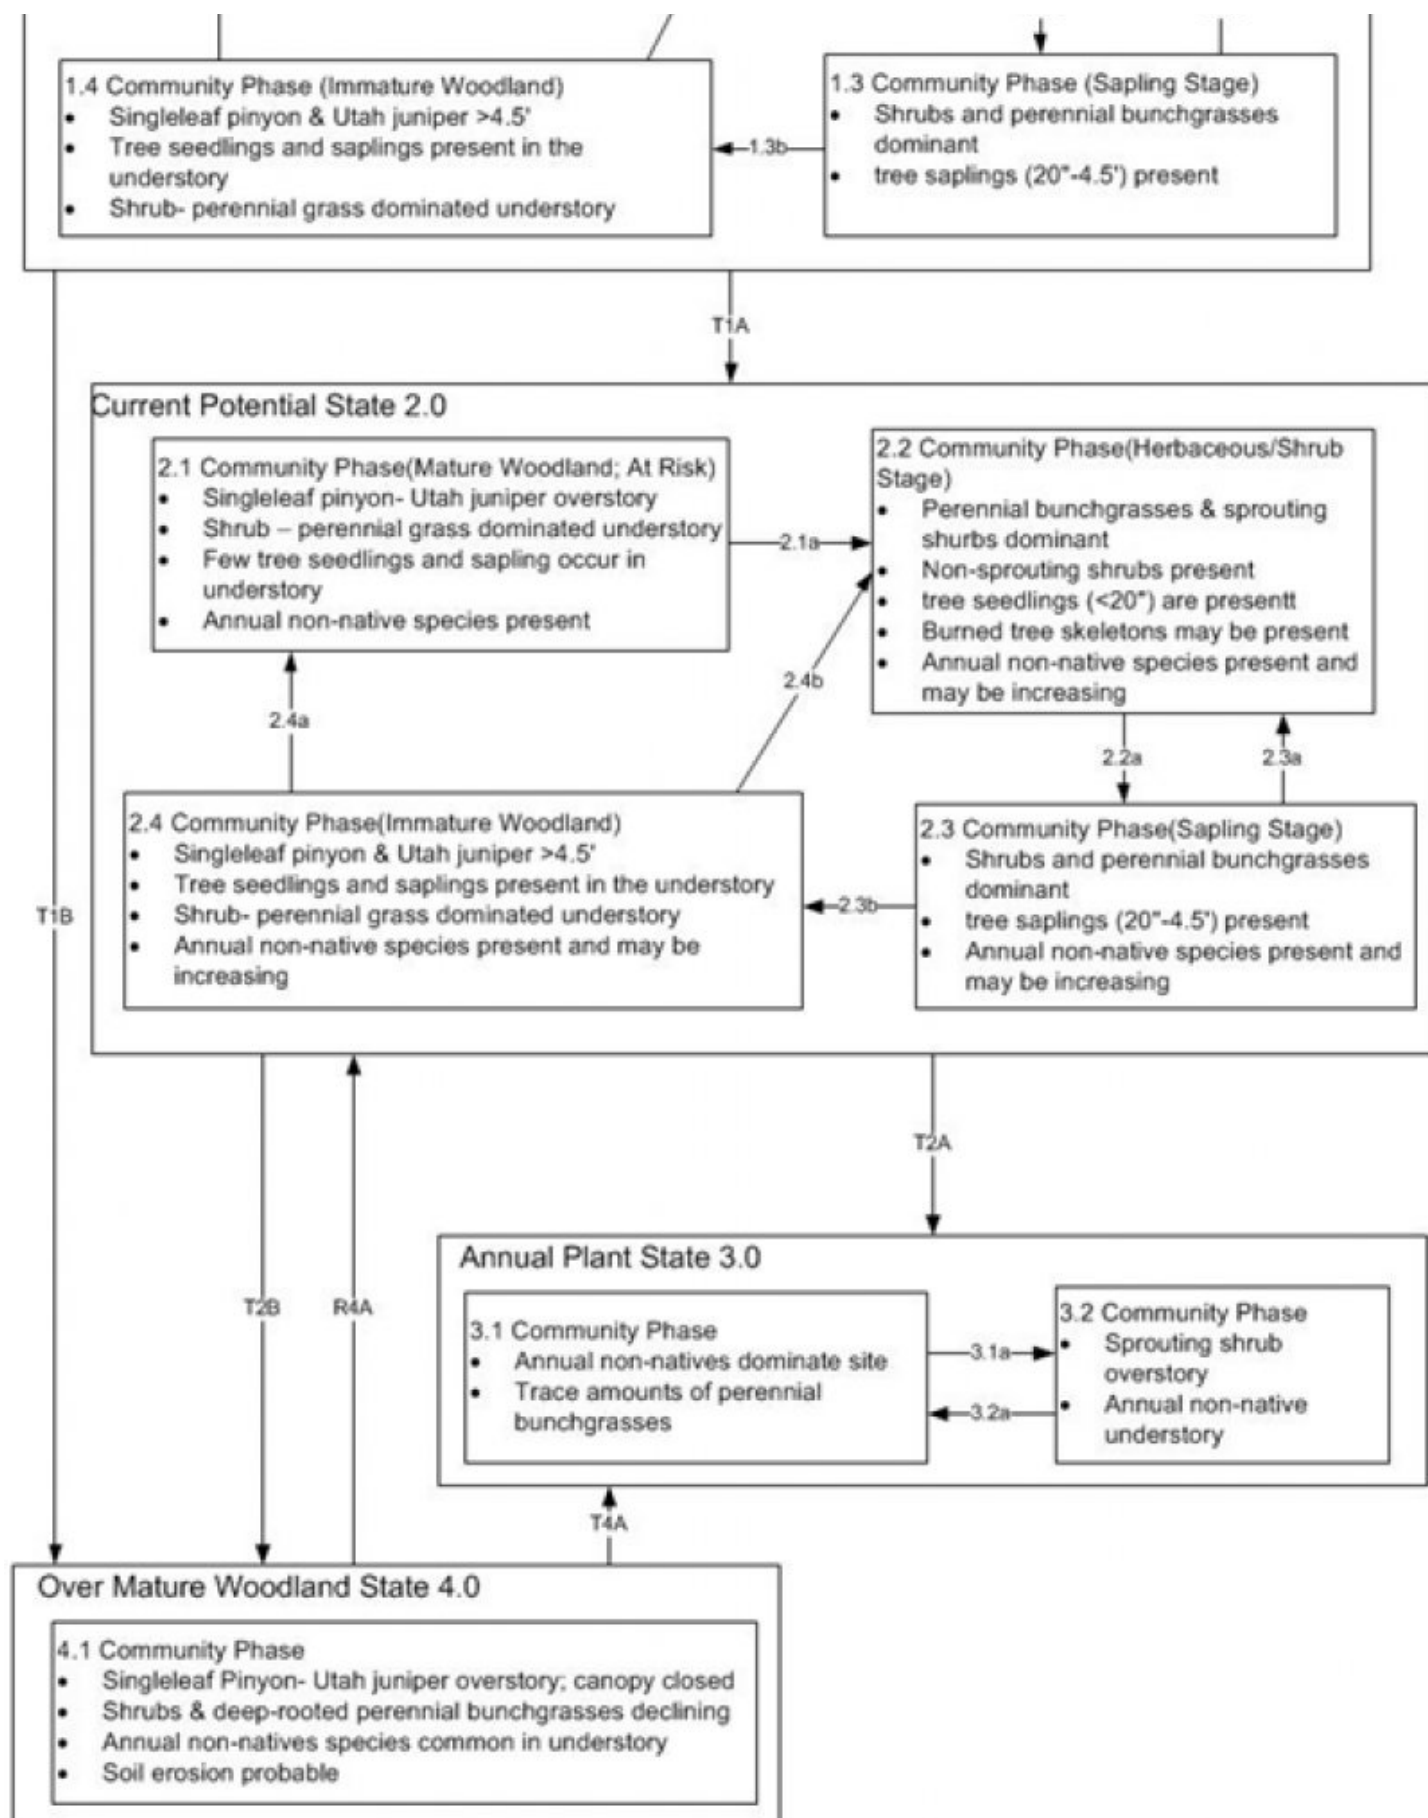 1.4 Community Phase (Immature Woodland)
• Singleleaf pinyon & Utah juniper >4.5'
• Tree seedlings and saplings present in the
understory
• Shrub- perennial grass dominated understory
1.3b
1.3 Community Phase (Sapling Stage)
• Shrubs and perennial bunchgrasses
dominant
• tree saplings (20"-4.5') present
T1A
Current Potential State 2.0
2.1 Community Phase(Mature Woodland; At Risk)
• Singleleaf pinyon- Utah juniper overstory
• Shrub – perennial grass dominated understory
• Few tree seedlings and sapling occur in
understory
• Annual non-native species present
2.1a
2.2 Community Phase(Herbaceous/Shrub
Stage)
• Perennial bunchgrasses & sprouting
shurbs dominant
• Non-sprouting shrubs present
• tree seedlings (<20") are presentt
• Burned tree skeletons may be present
• Annual non-native species present and
may be increasing
2.4a
2.4b
2.2a
2.3a
2.4 Community Phase(Immature Woodland)
• Singleleaf pinyon & Utah juniper >4.5'
• Tree seedlings and saplings present in the understory
• Shrub- perennial grass dominated understory
• Annual non-native species present and may be
increasing
2.3b
2.3 Community Phase(Sapling Stage)
• Shrubs and perennial bunchgrasses
dominant
• tree saplings (20"-4.5') present
• Annual non-native species present and
may be increasing
T1B
T2A
T2B
R4A
Annual Plant State 3.0
3.1 Community Phase
• Annual non-natives dominate site
• Trace amounts of perennial
bunchgrasses
3.1a
3.2a
3.2 Community Phase
• Sprouting shrub
overstory
• Annual non-native
understory
T4A
Over Mature Woodland State 4.0
4.1 Community Phase
• Singleleaf Pinyon- Utah juniper overstory; canopy closed
• Shrubs & deep-rooted perennial bunchgrasses declining
• Annual non-natives species common in understory
• Soil erosion probable